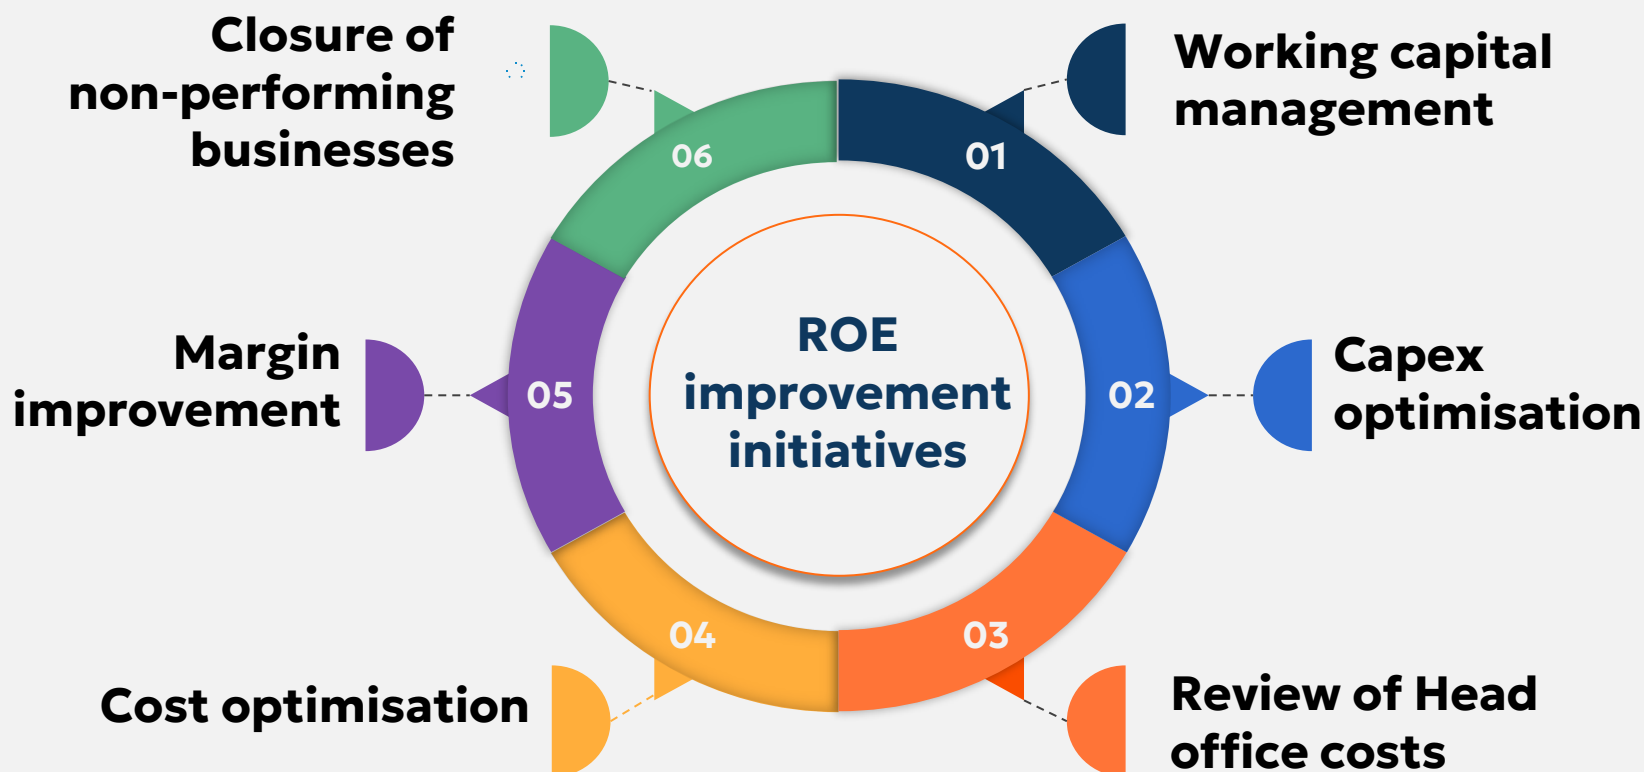 Closure of
non-performing
businesses
06
01
Working capital
management
Margin
improvement
05
ROE
improvement
initiatives
02
Capex
optimisation
04
Cost optimisation
03
Review of Head
office costs